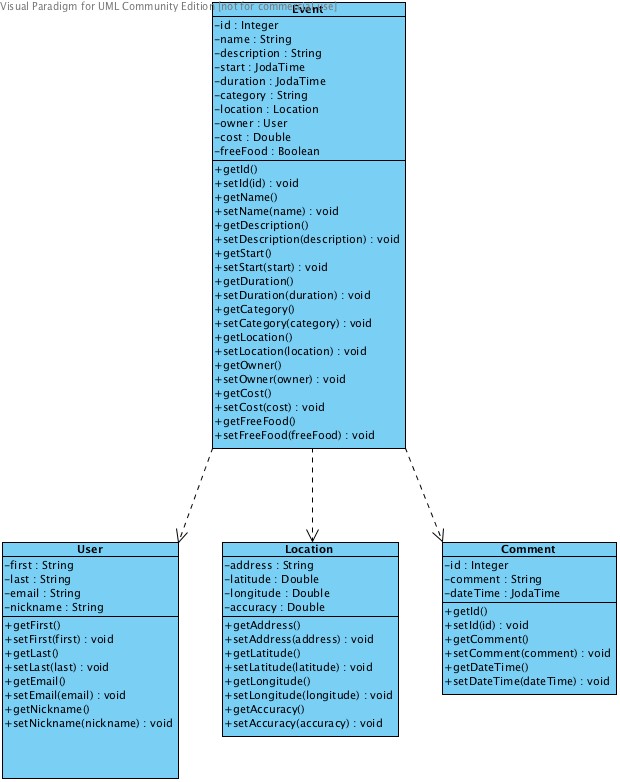 Visual Paradigm for UML Community Edition [not for commercial use]
Event
-id : Integer
-name : String
-description : String
-start : JodaTime
-duration : JodaTime
-category : String
-location : Location
-owner : User
-cost : Double
-freeFood : Boolean
+getId()
+setId(id) : void
+getName()
+setName(name) : void
+getDescription()
+setDescription(description) : void
+getStart()
+setStart(start) : void
+getDuration()
+setDuration(duration) : void
+getCategory()
+setCategory(category) : void
+getLocation()
+setLocation(location) : void
+getOwner()
+setOwner(owner) : void
+getCost()
+setCost(cost) : void
+getFreeFood()
+setFreeFood(freeFood) : void
User
-first : String
-last : String
-email : String
-nickname : String
+getFirst()
+setFirst(first) : void
+getLast()
+setLast(last) : void
+getEmail()
+setEmail(email) : void
+getNickname()
+setNickname(nickname) : void
Location
-address : String
-latitude : Double
-longitude : Double
-accuracy : Double
+getAddress()
+setAddress(address) : void
+getLatitude()
+setLatitude(latitude) : void
+getLongitude()
+setLongitude(longitude) : void
+getAccuracy()
+setAccuracy(accuracy) : void
Comment
-id : Integer
-comment : String
-dateTime : JodaTime
+getId()
+setId(id) : void
+getComment()
+setComment(comment) : void
+getDateTime()
+setDateTime(dateTime) : void